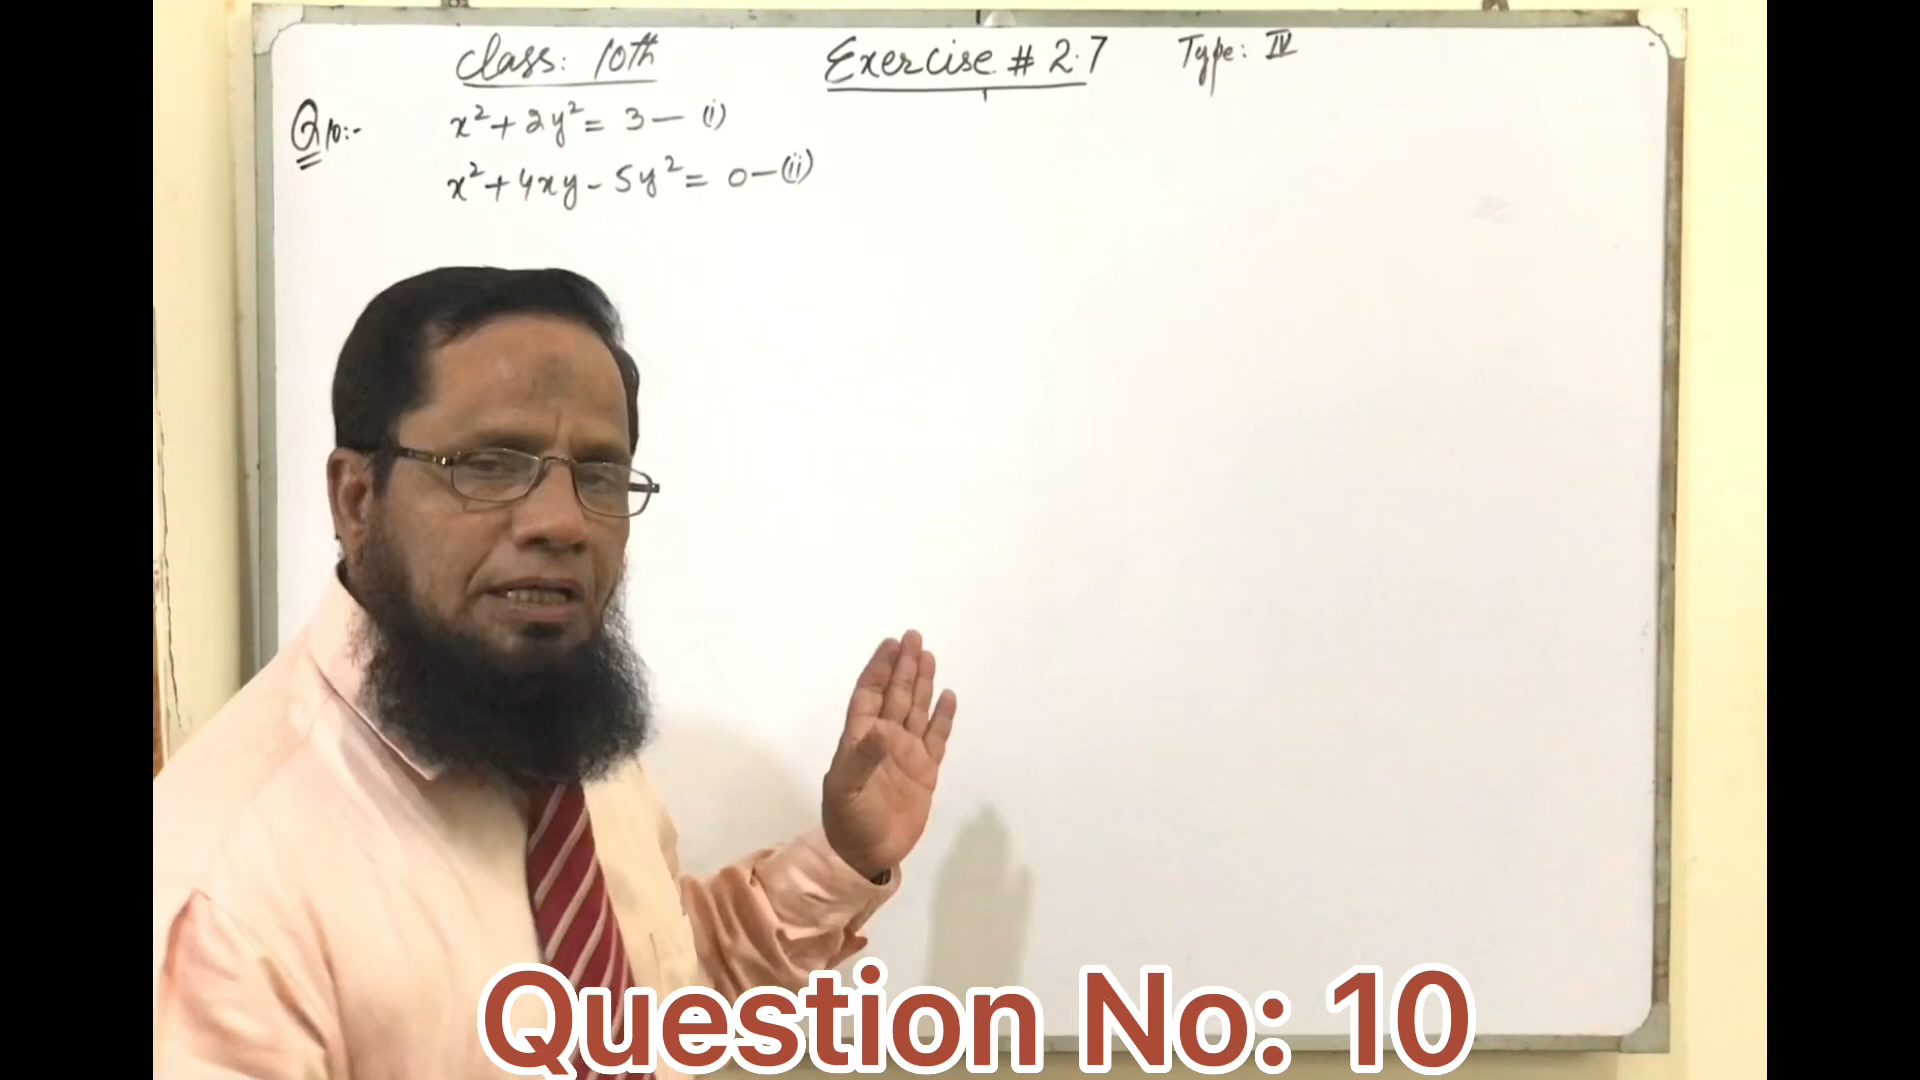 Class: 10th Exercise # 2.7 Type: IV
Q10:- x²+2y²= 3 — (i)
x²+4xy-5y²= 0 — (ii)
Question No: 10